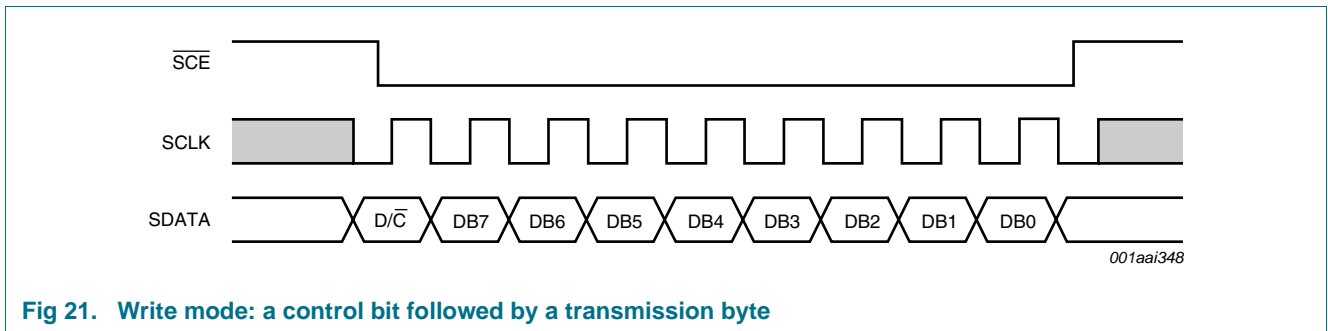 S̅C̅E̅
SCLK
SDATA
D/C̅ DB7 DB6 DB5 DB4 DB3 DB2 DB1 DB0
001aai348
Fig 21. Write mode: a control bit followed by a transmission byte